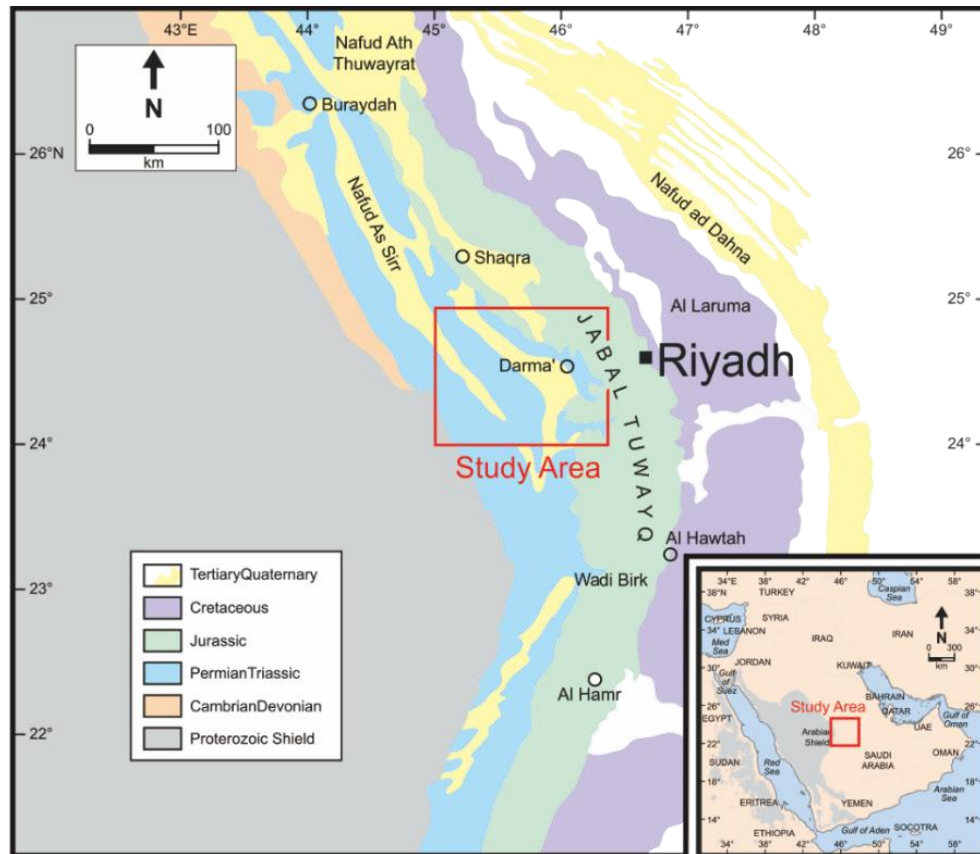 43°E
44°
45°
46°
47°
48°
49°
Nafud Ath
Thuwayrat
N
0
100
km
Buraydah
26°N
26°
Nafud As Sirr
Nafud ad Dahna
Shaqra
25°
25°
Al Laruma
JABAL TUWAYQ
Riyadh
Darma'
24°
24°
Study Area
Al Hawtah
23°
Wadi Birk
Al Hamr
22°
TertiaryQuaternary
Cretaceous
Jurassic
PermianTriassic
CambrianDevonian
Proterozoic Shield
34°E
38°
42°
46°
50°
54°
58°
38°N
38°
TURKEY
Caspian
Sea
N
0
300
km
CYPRUS
SYRIA
LEBANON
Med
Sea
34°
34°
IRAQ
IRAN
30°
30°
JORDAN
KUWAIT
Gulf
of
Suez
BAHRAIN
QATAR
26°
26°
Study Area
Gulf of
Oman
EGYPT
UAE
Arabian
Shield
22°
22°
SAUDI
ARABIA
OMAN
SUDAN
Red
Sea
18°
18°
Arabian
Sea
ERITREA
YEMEN
14°
14°
ETHIOPIA
Gulf of Aden
SOCOTRA
34°
38°
42°
46°
50°
54°
58°